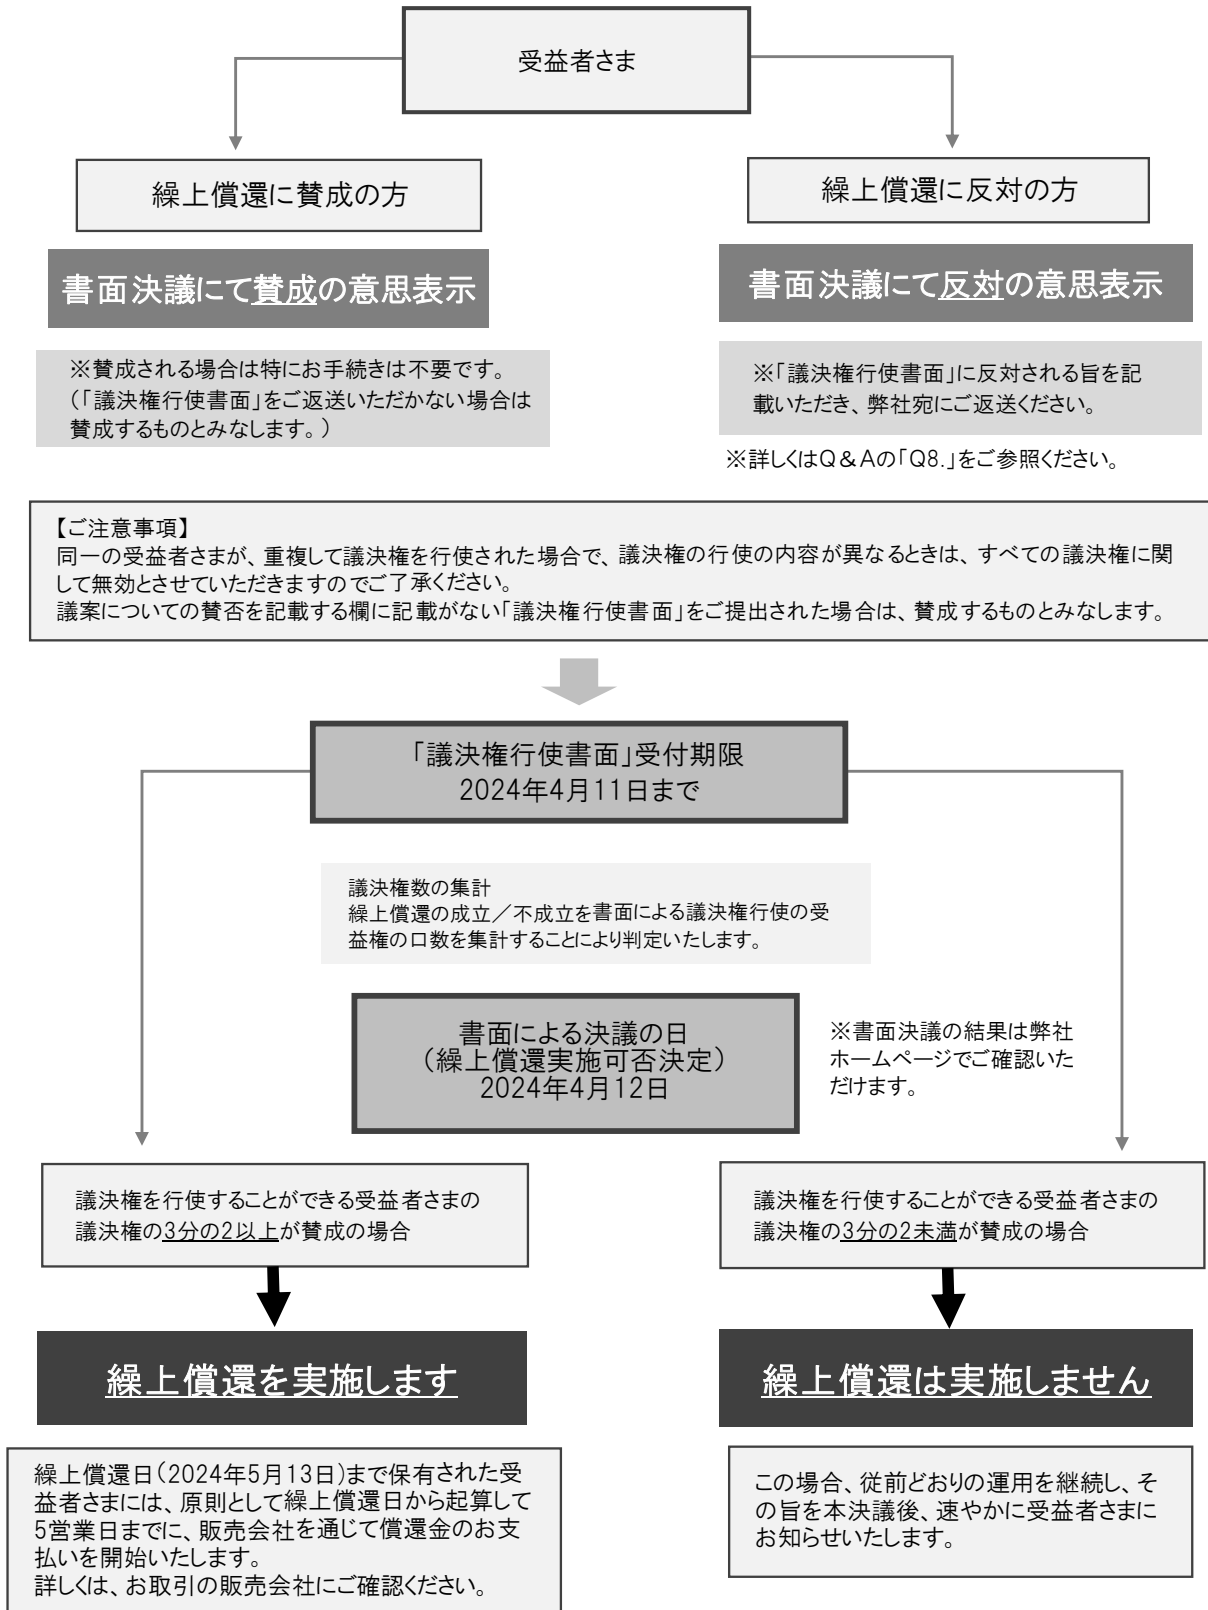 受益者さま
繰上償還に賛成の方
繰上償還に反対の方
書面決議にて賛成の意思表示
書面決議にて反対の意思表示
※賛成される場合は特にお手続きは不要です。
（「議決権行使書面」をご返送いただかない場合は
賛成するものとみなします。）
※「議決権行使書面」に反対される旨を記
載いただき、弊社宛にご返送ください。
※詳しくはQ＆Aの「Q8.」をご参照ください。
【ご注意事項】
同一の受益者さまが、重複して議決権を行使された場合で、議決権の行使の内容が異なるときは、すべての議決権に関
して無効とさせていただきますのでご了承ください。
議案についての賛否を記載する欄に記載がない「議決権行使書面」をご提出された場合は、賛成するものとみなします。
「議決権行使書面」受付期限
2024年4月11日まで
議決権数の集計
繰上償還の成立／不成立を書面による議決権行使の受
益権の口数を集計することにより判定いたします。
書面による決議の日
（繰上償還実施可否決定）
2024年4月12日
※書面決議の結果は弊社
ホームページでご確認いた
だけます。
議決権を行使することができる受益者さまの
議決権の3分の2以上が賛成の場合
議決権を行使することができる受益者さまの
議決権の3分の2未満が賛成の場合
繰上償還を実施します
繰上償還は実施しません
繰上償還日（2024年5月13日）まで保有された受
益者さまには、原則として繰上償還日から起算して
5営業日までに、販売会社を通じて償還金のお支
払いを開始いたします。
詳しくは、お取引の販売会社にご確認ください。
この場合、従前どおりの運用を継続し、そ
の旨を本決議後、速やかに受益者さまに
お知らせいたします。